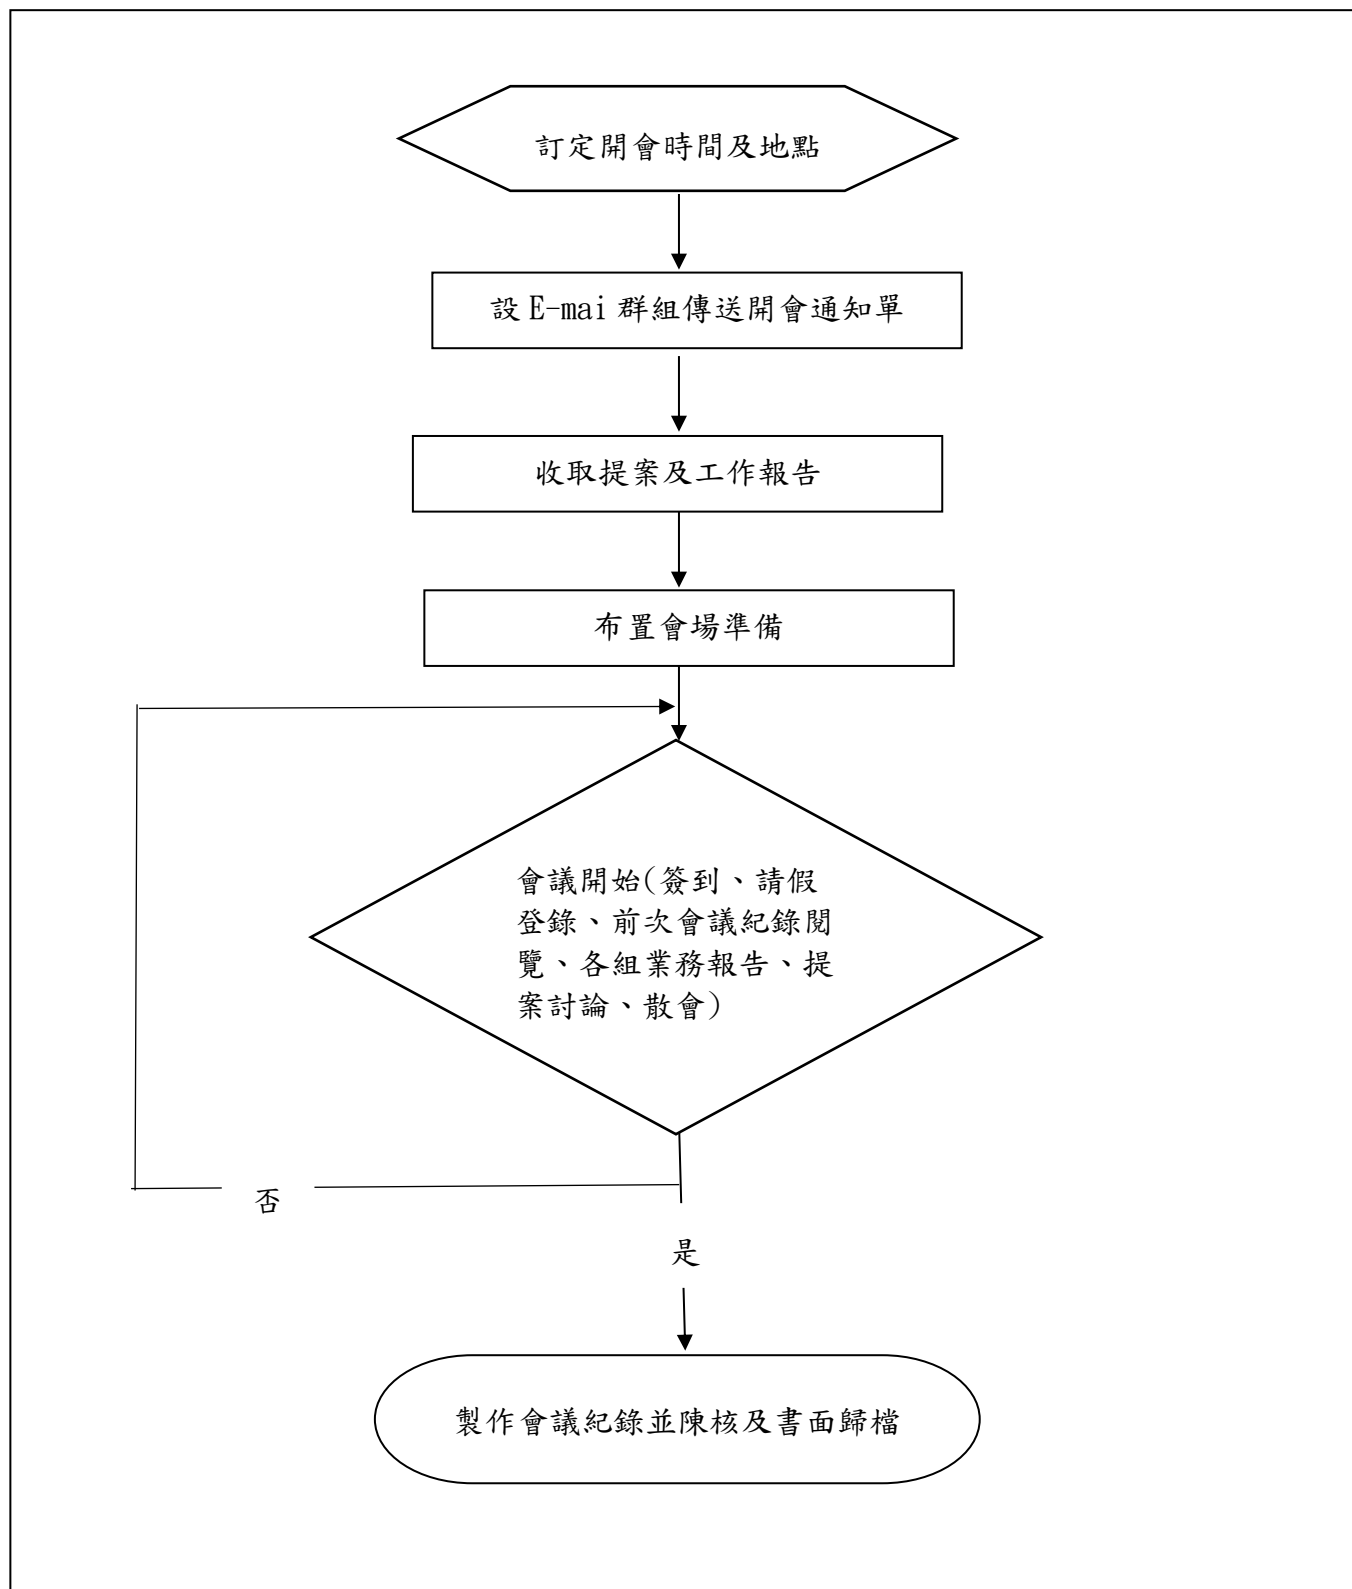 訂定開會時間及地點
設 E-mai 群組傳送開會通知單
收取提案及工作報告
布置會場準備
會議開始(簽到、請假
登錄、前次會議紀錄閱
覽、各組業務報告、提
案討論、散會)
否
是
製作會議紀錄並陳核及書面歸檔